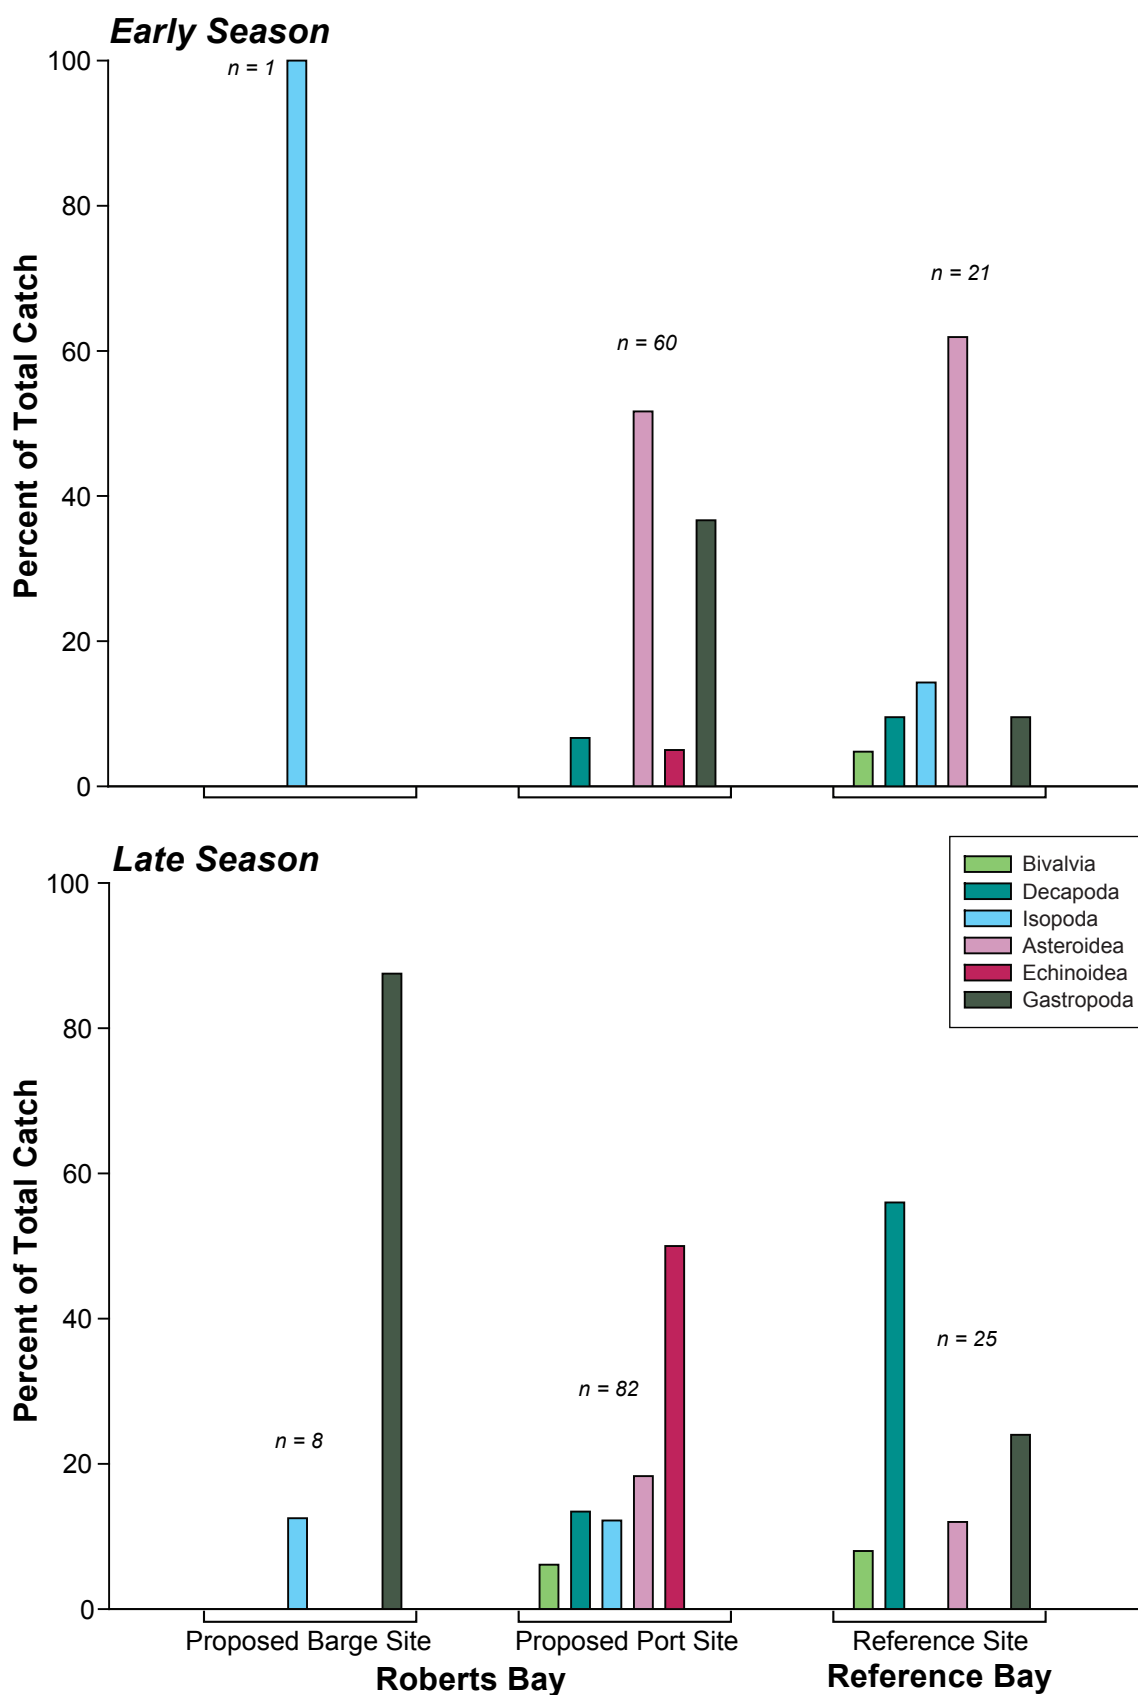 Early Season
100
80
60
40
20
0
Percent of Total Catch
n = 1
n = 60
n = 21
Late Season
100
80
60
40
20
0
Percent of Total Catch
n = 8
n = 82
n = 25
Bivalvia
Decapoda
Isopoda
Asteroidea
Echinoidea
Gastropoda
Proposed Barge Site Proposed Port Site Reference Site
Roberts Bay Reference Bay